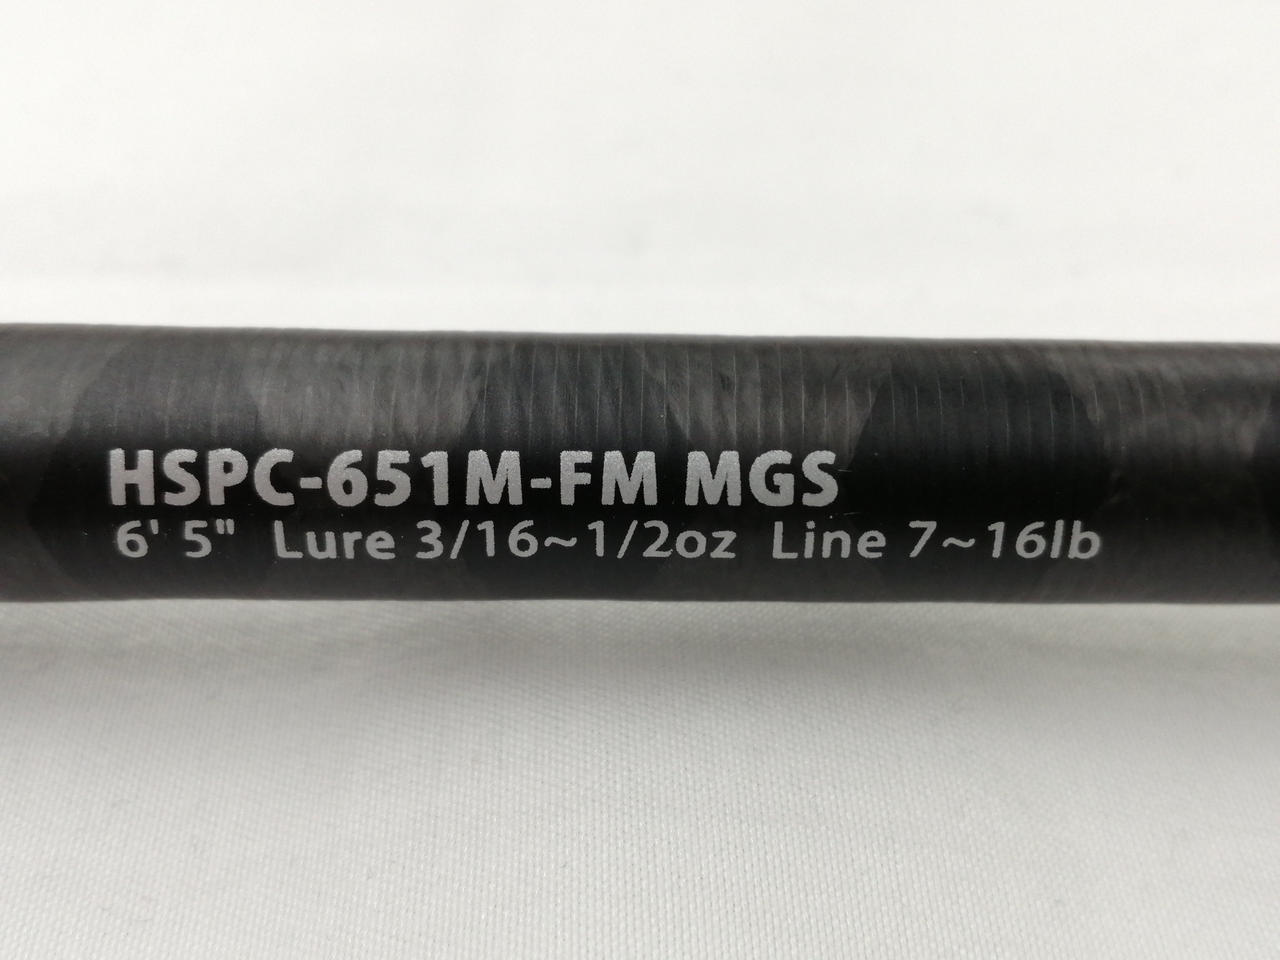 HSPC-651M-FM MGS
6' 5" Lure 3/16~1/2oz Line 7~16lb